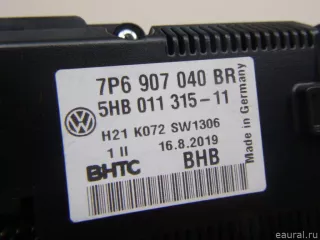 7P6 907 040 BR
5HB 011 315-11
H21 K072 SW1306
1 II 16.8.2019
BHTC BHB
Made in Germany
eaural.ru